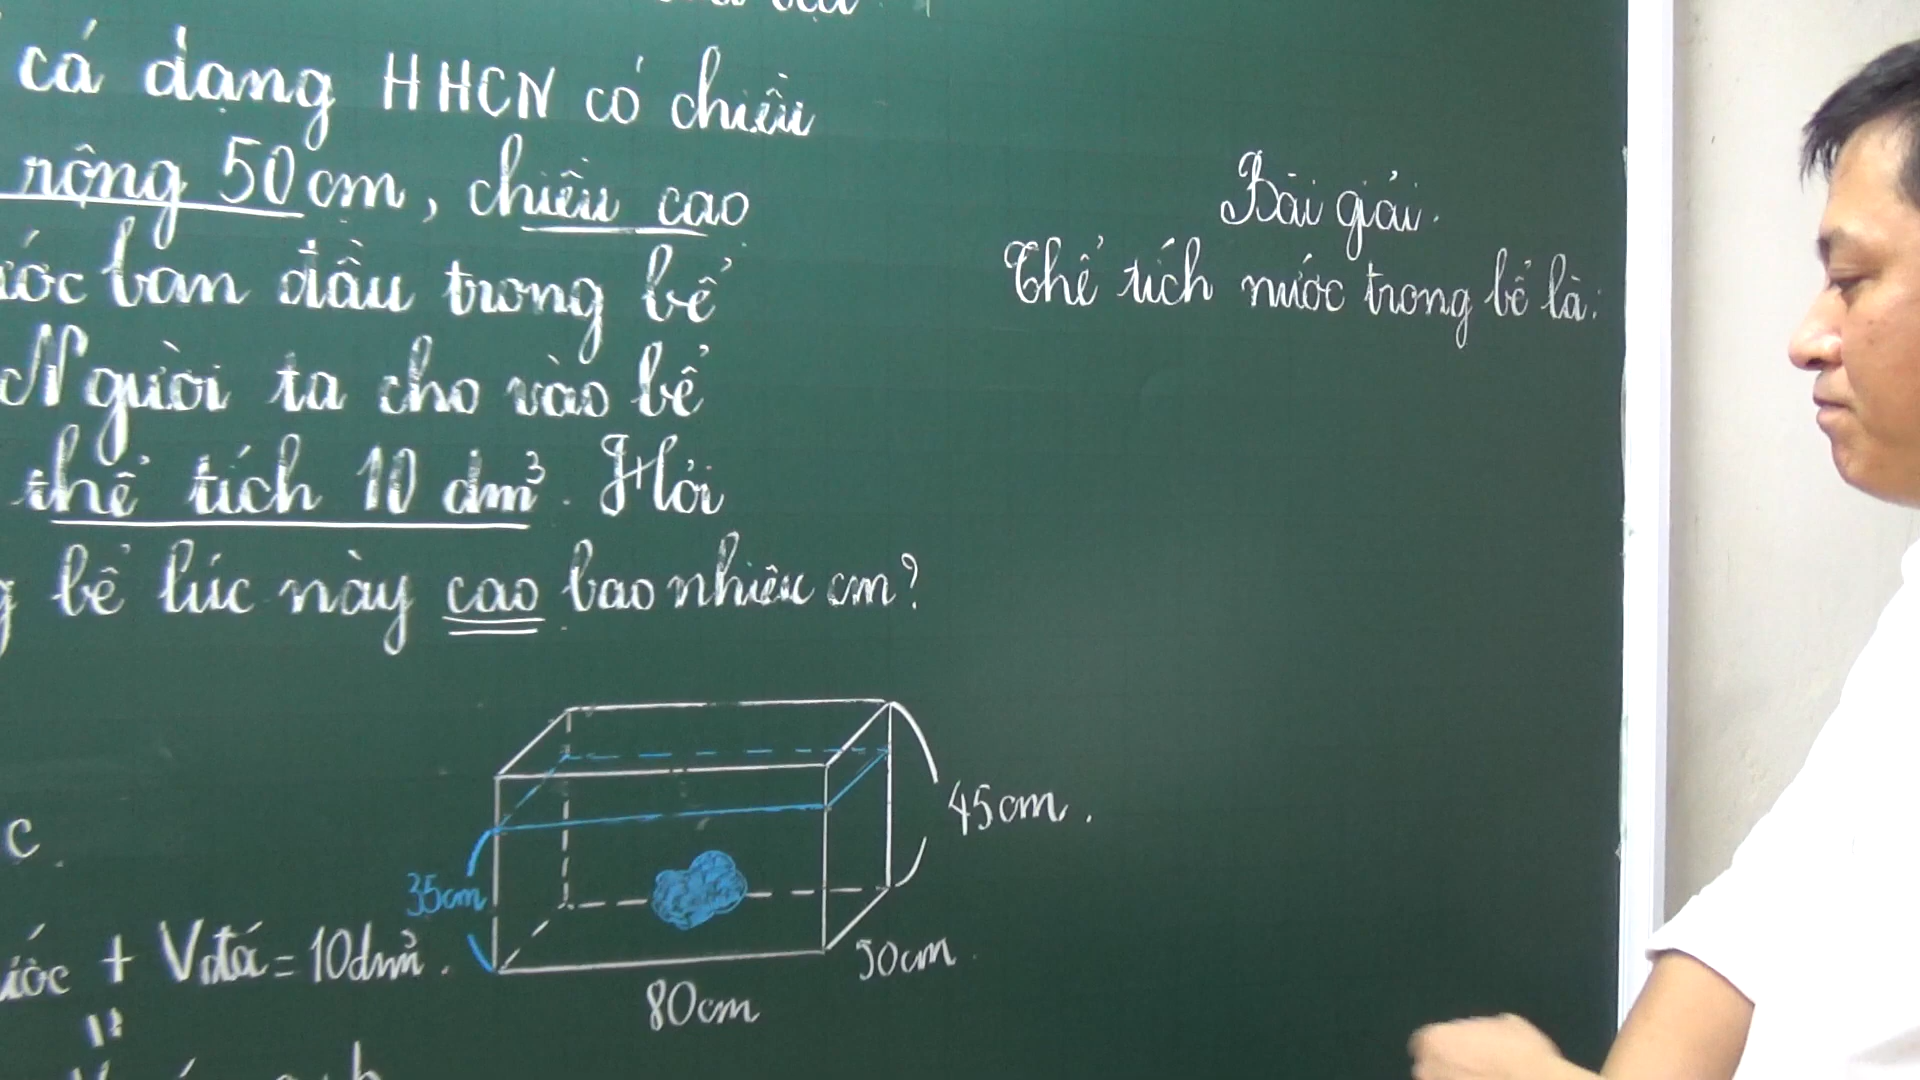 cá dạng HHCN có chiều
rộng 50cm, chiều cao
ban đầu trong bể
Người ta cho vào bể
thể tích 10 dm³. Hỏi
bể lúc này cao bao nhiêu cm?
Bài giải.
Thể tích nước trong bể là:
45cm.
35cm
50cm.
80cm
c.
+ Vđá = 10dm³.